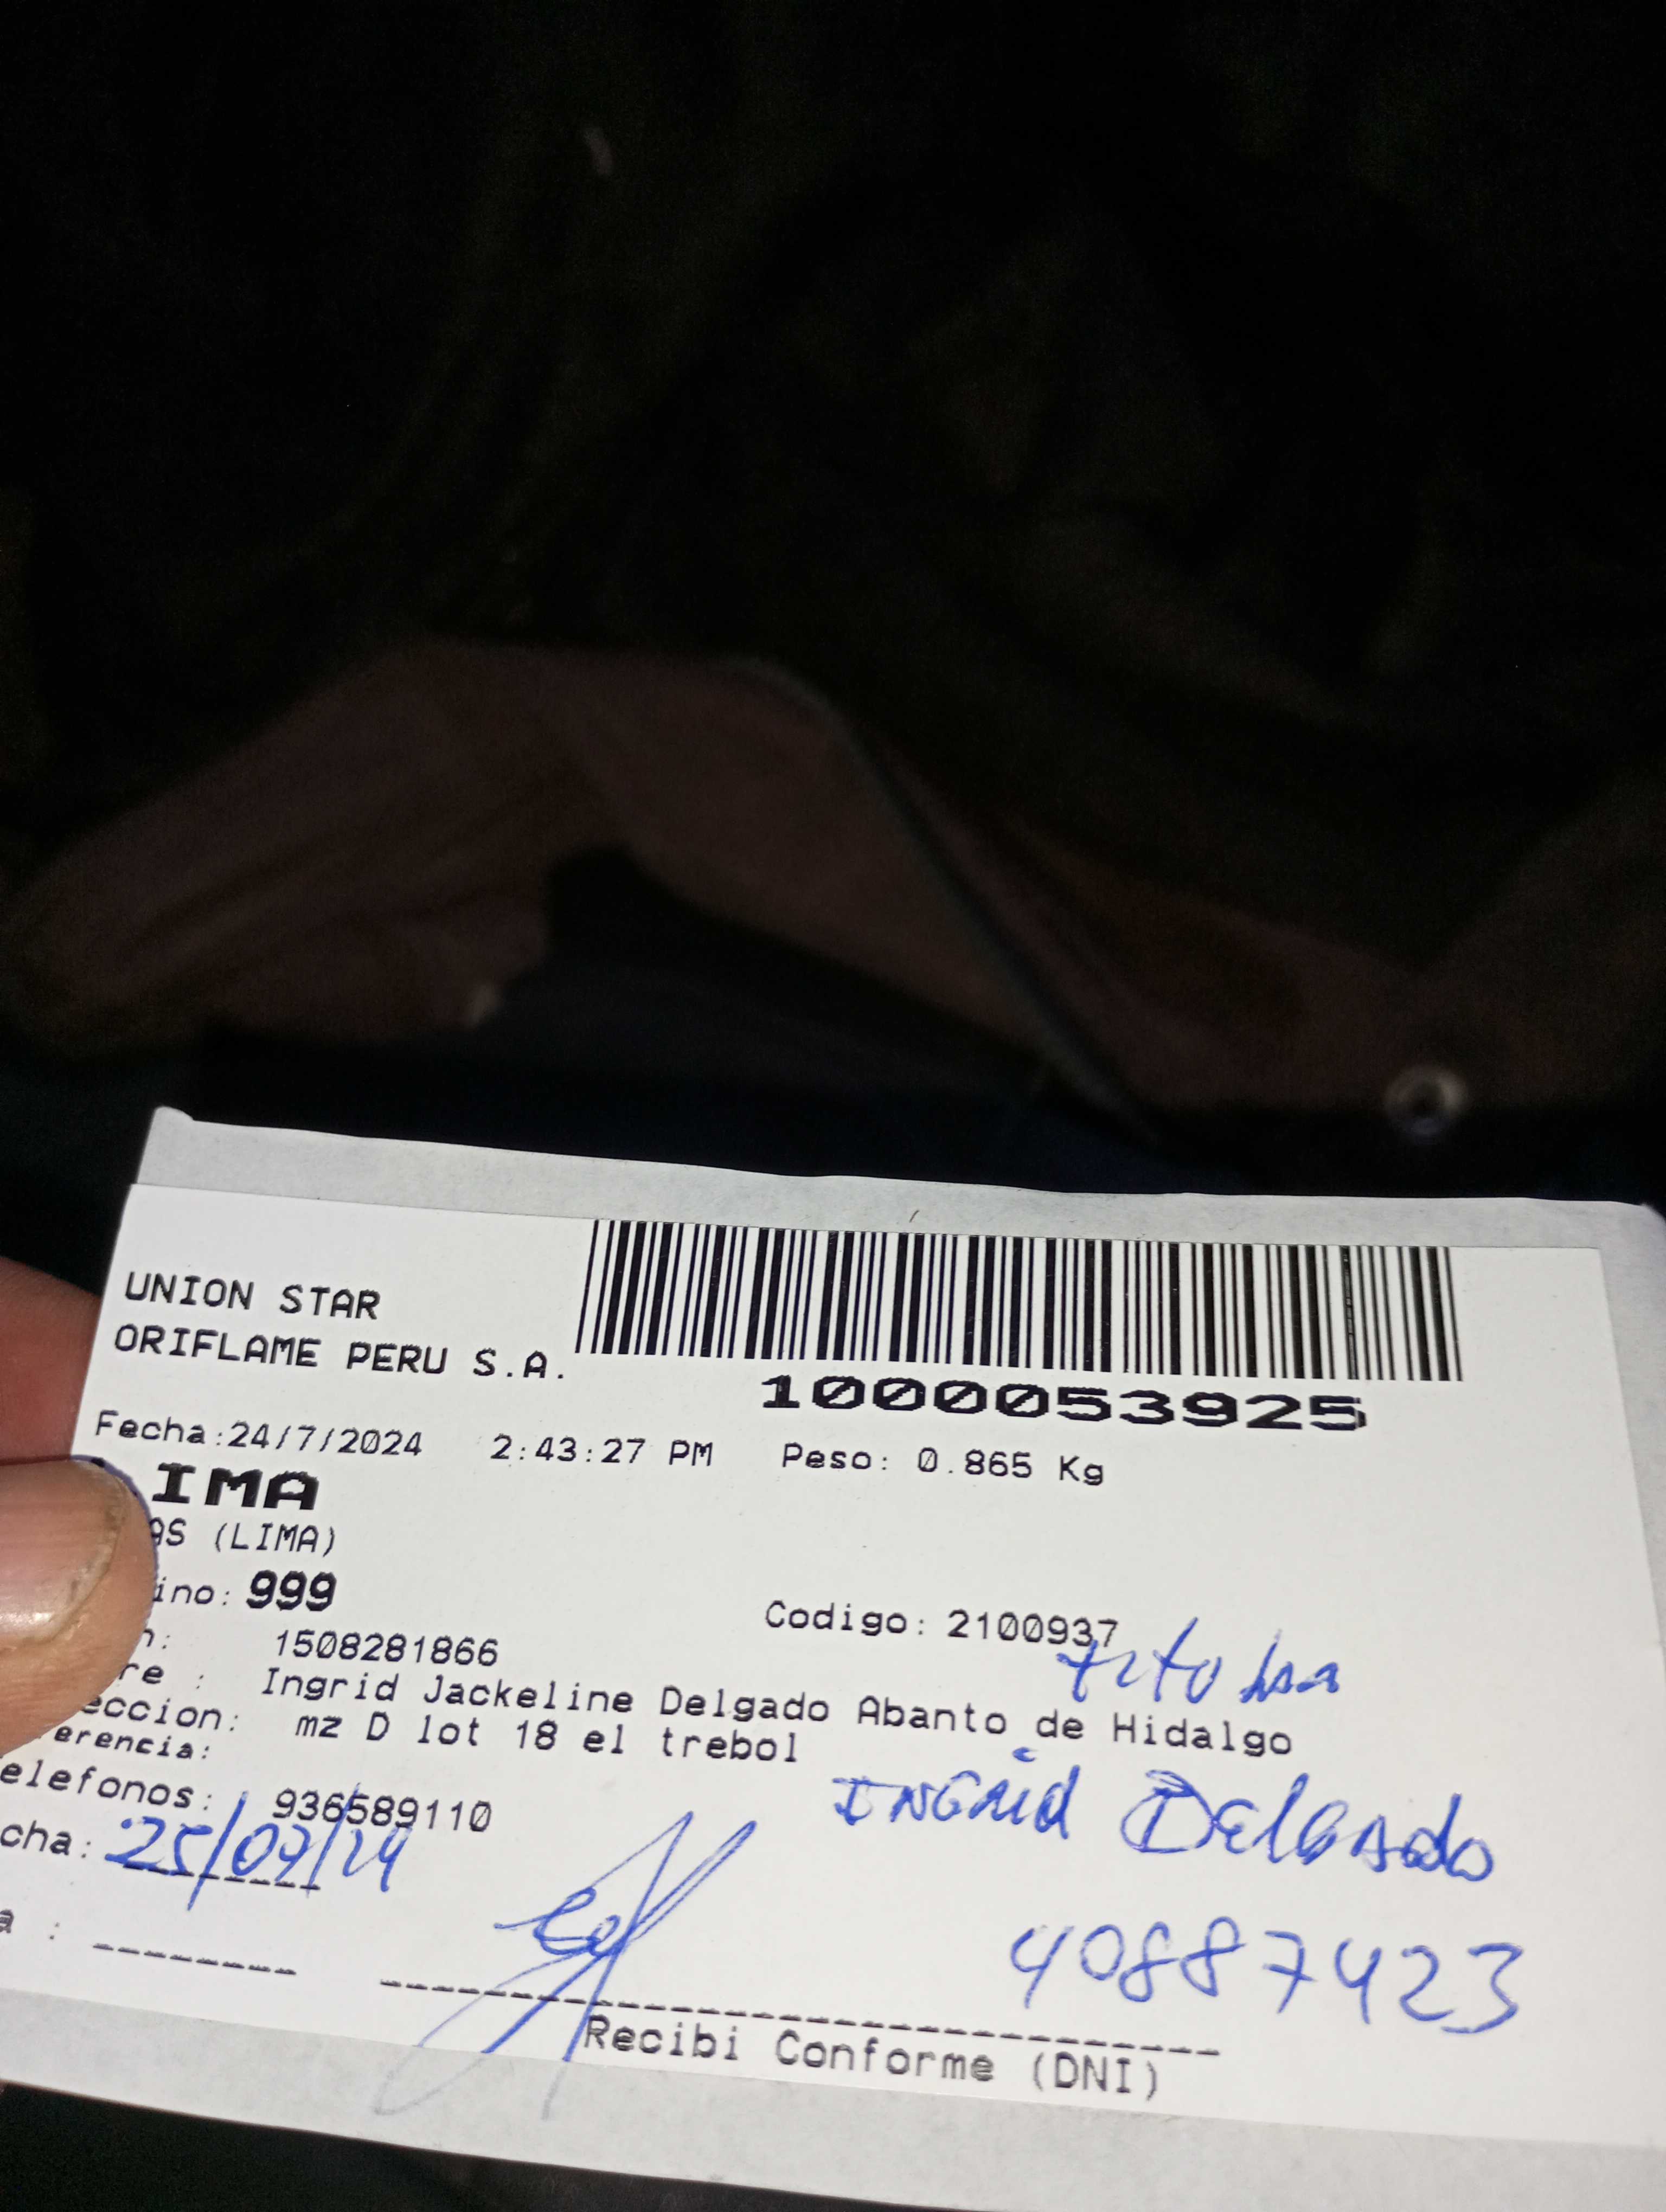 UNION STAR
ORIFLAME PERU S.A.
1000053925
Fecha:24/7/2024 2:43:27 PM Peso: 0.865 Kg
IMA
AS (LIMA)
ino: 999
Codigo: 2100937
n: 1508281866
re : Ingrid Jackeline Delgado Abanto de Hidalgo
eccion: mz D lot 18 el trebol
erencia:
elefonos: 936589110
INGRid DElGAdo
cha: 25/07/24
40887423
a :
Recibi Conforme (DNI)